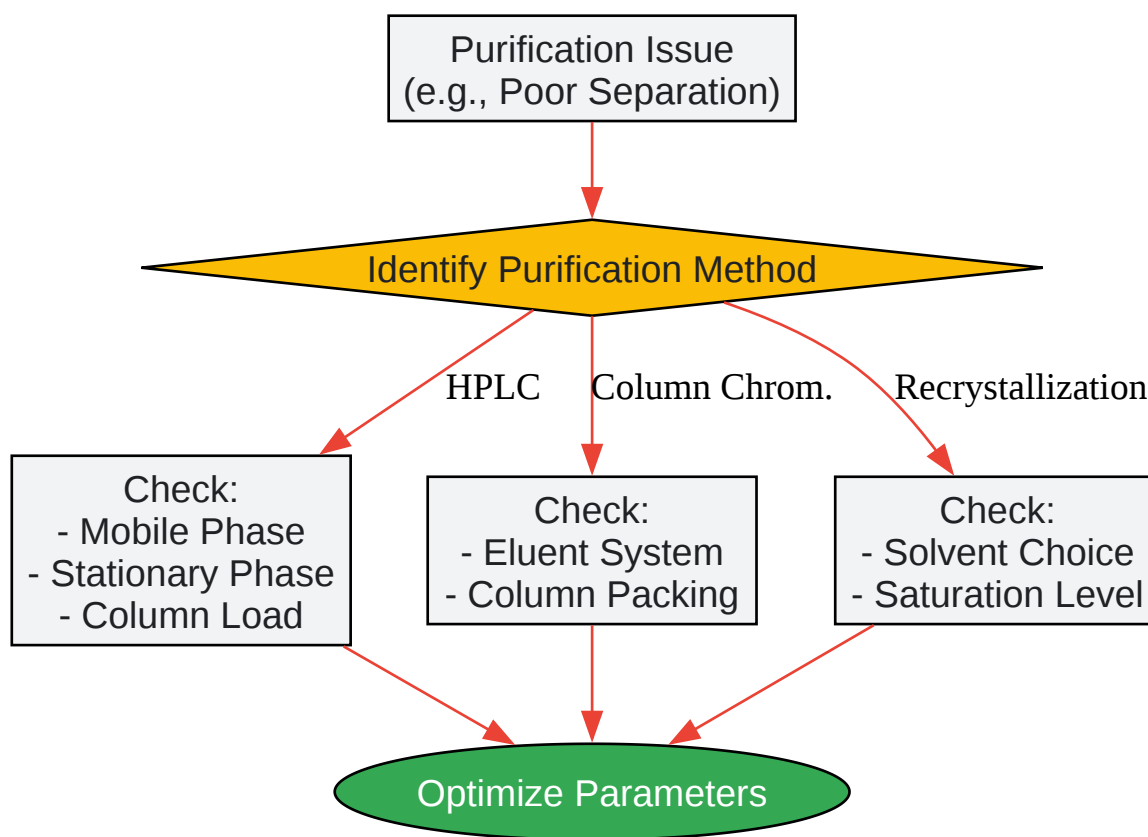 Purification Issue
(e.g., Poor Separation)
Identify Purification Method
HPLC
Column Chrom.
Recrystallization
Check:
- Mobile Phase
- Stationary Phase
- Column Load
Check:
- Eluent System
- Column Packing
Check:
- Solvent Choice
- Saturation Level
Optimize Parameters